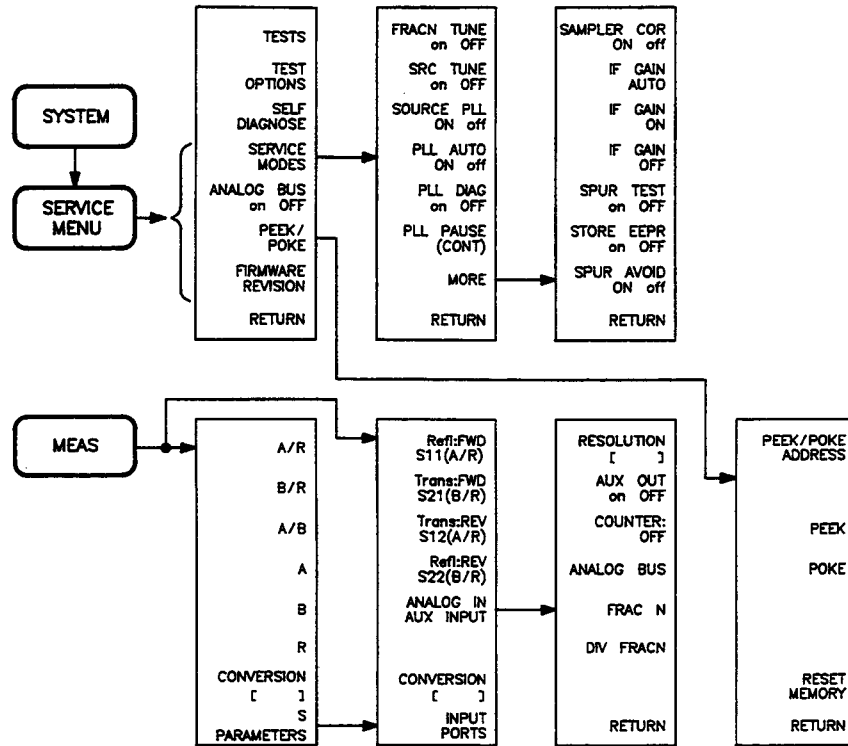 SYSTEM
SERVICE
MENU
TESTS
TEST
OPTIONS
SELF
DIAGNOSE
SERVICE
MODES
ANALOG BUS
on OFF
PEEK/
POKE
FIRMWARE
REVISION
RETURN
FRACN TUNE
on OFF
SRC TUNE
on OFF
SOURCE PLL
ON off
PLL AUTO
ON off
PLL DIAG
on OFF
PLL PAUSE
(CONT)
MORE
RETURN
SAMPLER COR
ON off
IF GAIN
AUTO
IF GAIN
ON
IF GAIN
OFF
SPUR TEST
on OFF
STORE EEPR
on OFF
SPUR AVOID
ON off
RETURN
MEAS
A/R
B/R
A/B
A
B
R
CONVERSION
[ ]
S
PARAMETERS
Refl:FWD
S11(A/R)
Trans:FWD
S21(B/R)
Trans:REV
S12(A/R)
Refl:REV
S22(B/R)
ANALOG IN
AUX INPUT
CONVERSION
[ ]
INPUT
PORTS
RESOLUTION
[ ]
AUX OUT
on OFF
COUNTER:
OFF
ANALOG BUS
FRAC N
DIV FRACN
RETURN
PEEK/POKE
ADDRESS
PEEK
POKE
RESET
MEMORY
RETURN